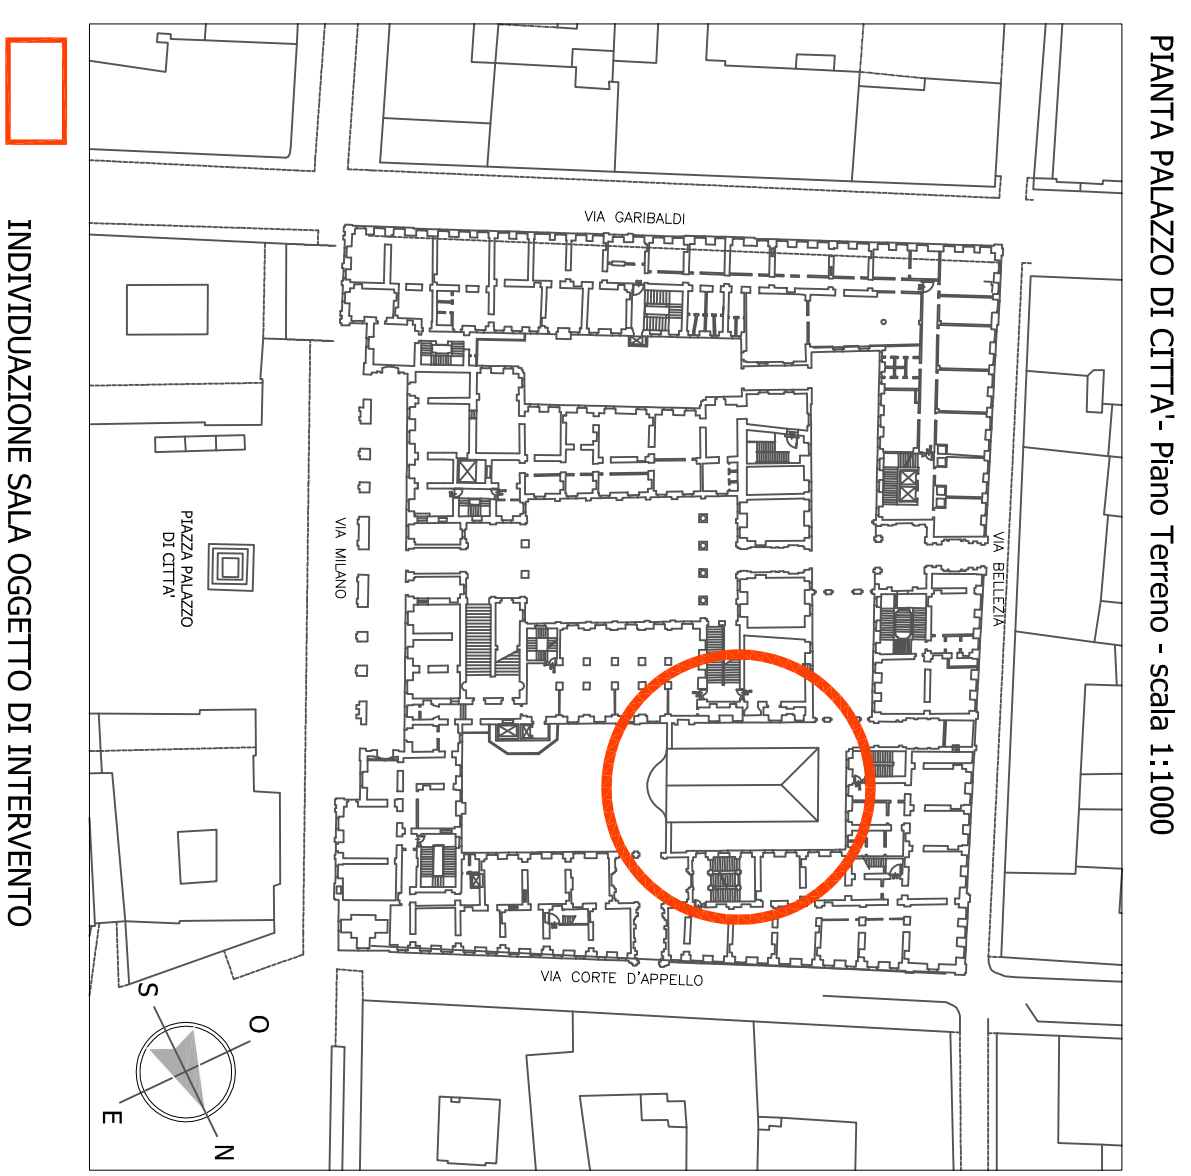 PIANTA PALAZZO DI CITTA'- Piano Terreno - scala 1:1000
VIA GARIBALDI
VIA BELLEZIA
VIA MILANO
PIAZZA PALAZZO
DI CITTA'
VIA CORTE D'APPELLO
S
O
E
N
INDIVIDUAZIONE SALA OGGETTO DI INTERVENTO